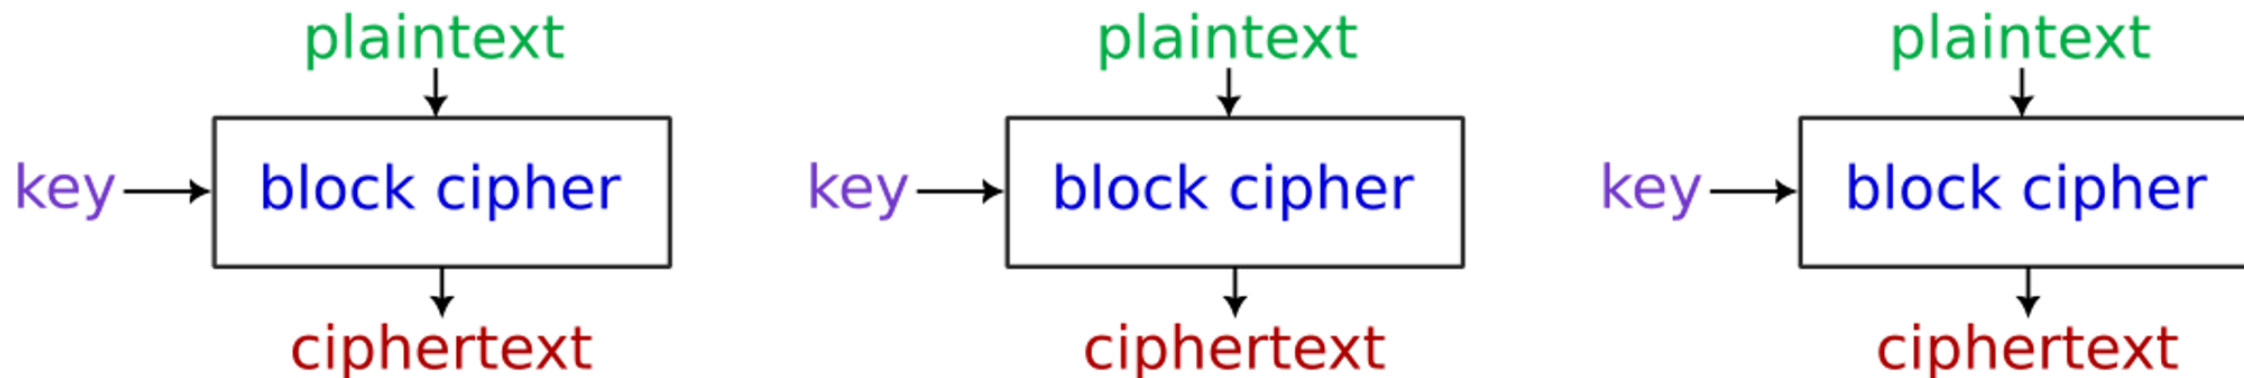 plaintext plaintext plaintext
key block cipher key block cipher key block cipher
ciphertext ciphertext ciphertext